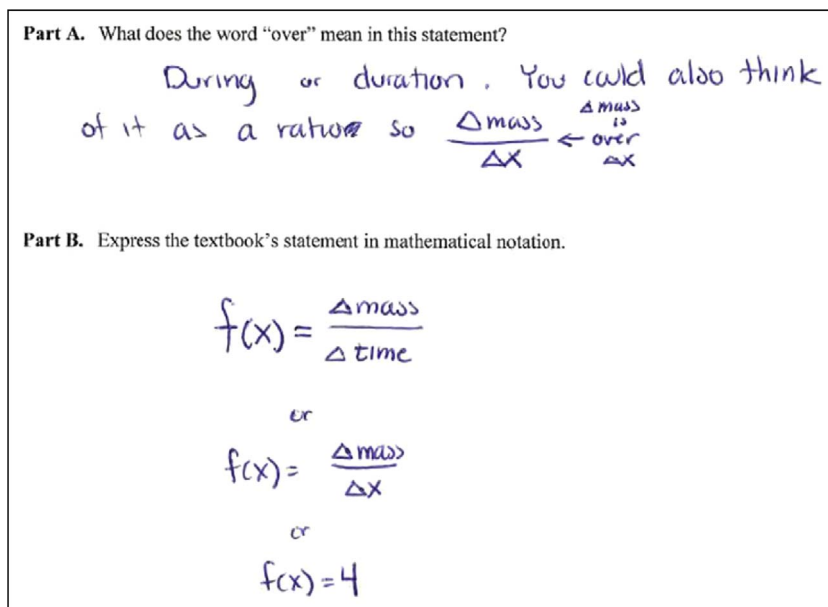 Part A. What does the word “over” mean in this statement?
During or duration. You could also think
of it as a ratio so Δmass/Δx ← Δmass is over Δx
Part B. Express the textbook’s statement in mathematical notation.
f(x) = Δmass/Δtime
or
f(x) = Δmass/Δx
or
f(x) = 4